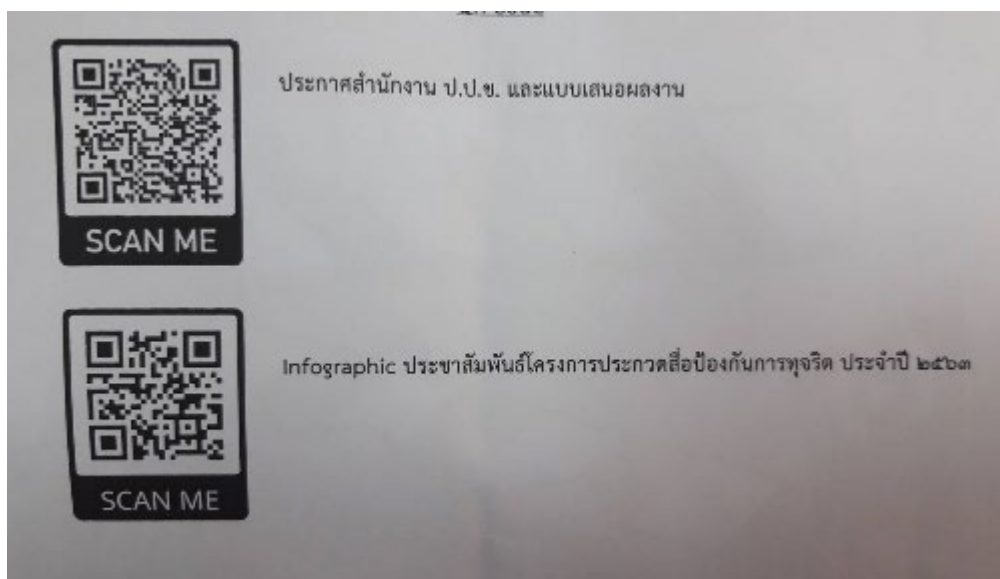 ประกาศสำนักงาน ป.ป.ช. และแบบเสนอผลงาน
SCAN ME
Infographic ประชาสัมพันธ์โครงการประกวดสื่อป้องกันการทุจริต ประจำปี ๒๕๖๓
SCAN ME